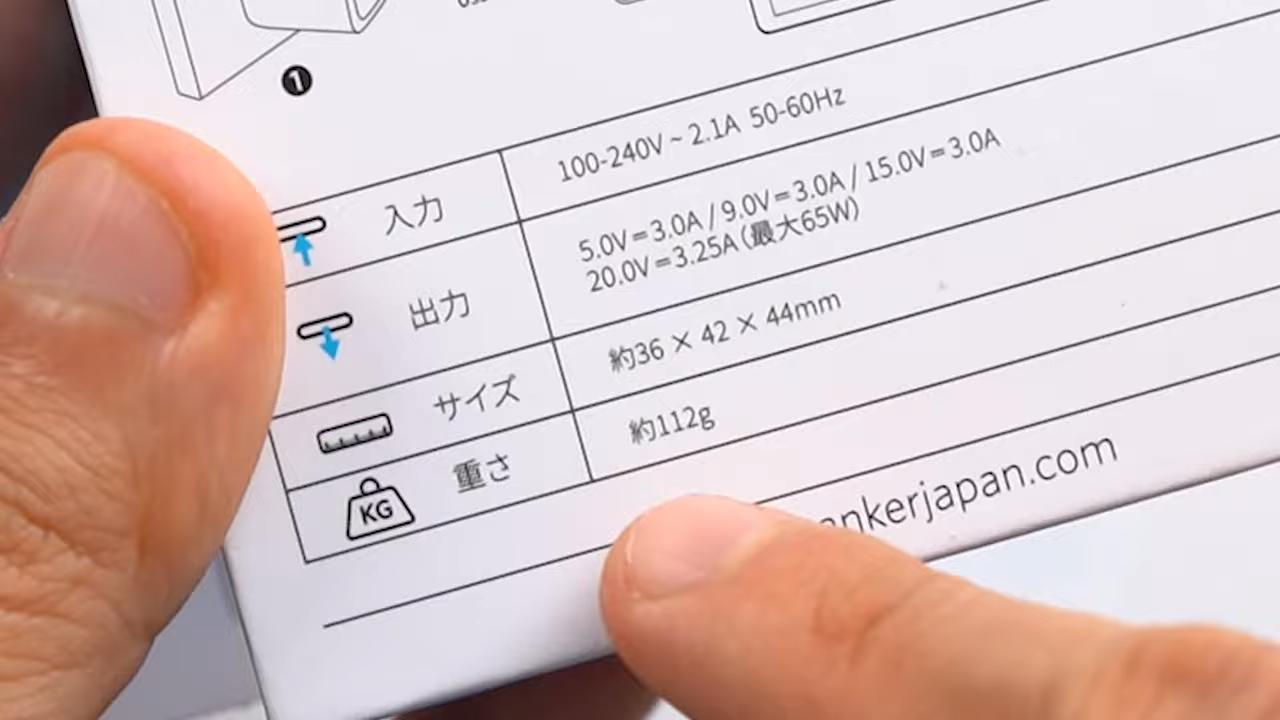 ❶
入力
100-240V ~ 2.1A 50-60Hz
出力
5.0V⎓3.0A / 9.0V⎓3.0A / 15.0V⎓3.0A
20.0V⎓3.25A（最大65W）
サイズ
約36 × 42 × 44mm
KG
重さ
約112g
ankerjapan.com